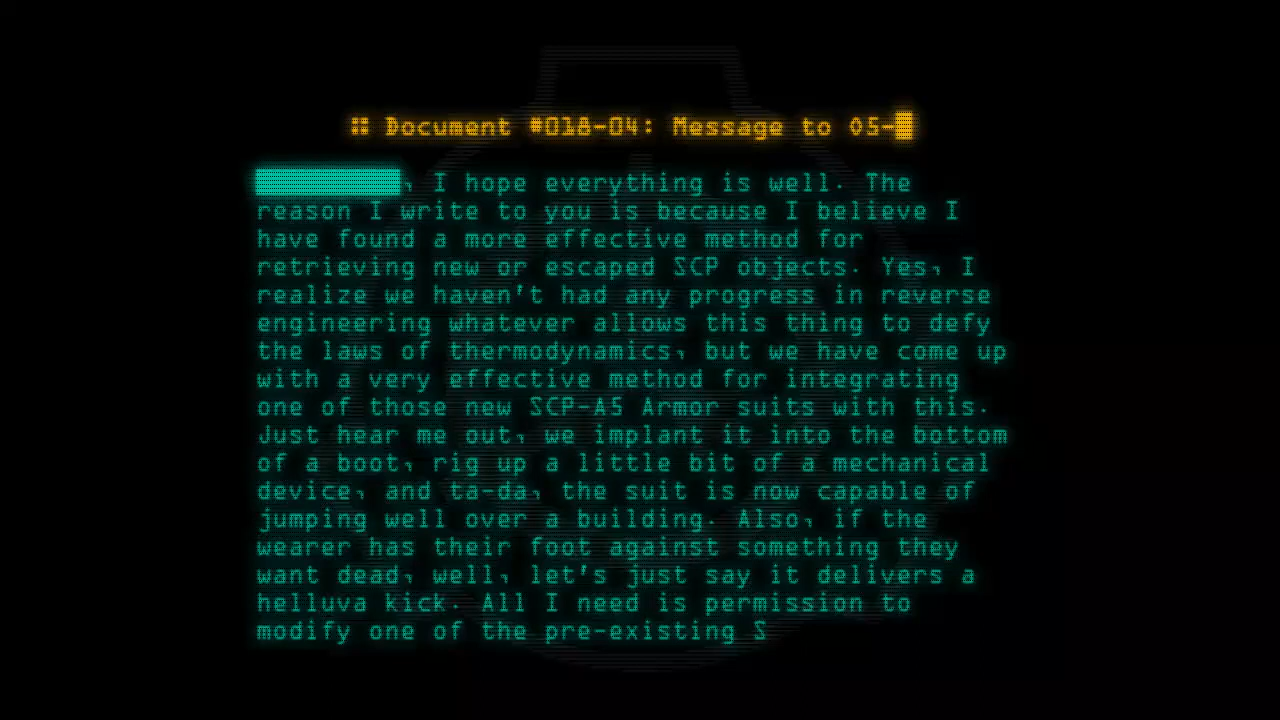 :: Document #018-04: Message to 05-█
█████████, I hope everything is well. The
reason I write to you is because I believe I
have found a more effective method for
retrieving new or escaped SCP objects. Yes, I
realize we haven't had any progress in reverse
engineering whatever allows this thing to defy
the laws of thermodynamics, but we have come up
with a very effective method for integrating
one of those new SCP-A5 Armor suits with this.
Just hear me out, we implant it into the bottom
of a boot, rig up a little bit of a mechanical
device, and ta-da, the suit is now capable of
jumping well over a building. Also, if the
wearer has their foot against something they
want dead, well, let's just say it delivers a
helluva kick. All I need is permission to
modify one of the pre-existing S